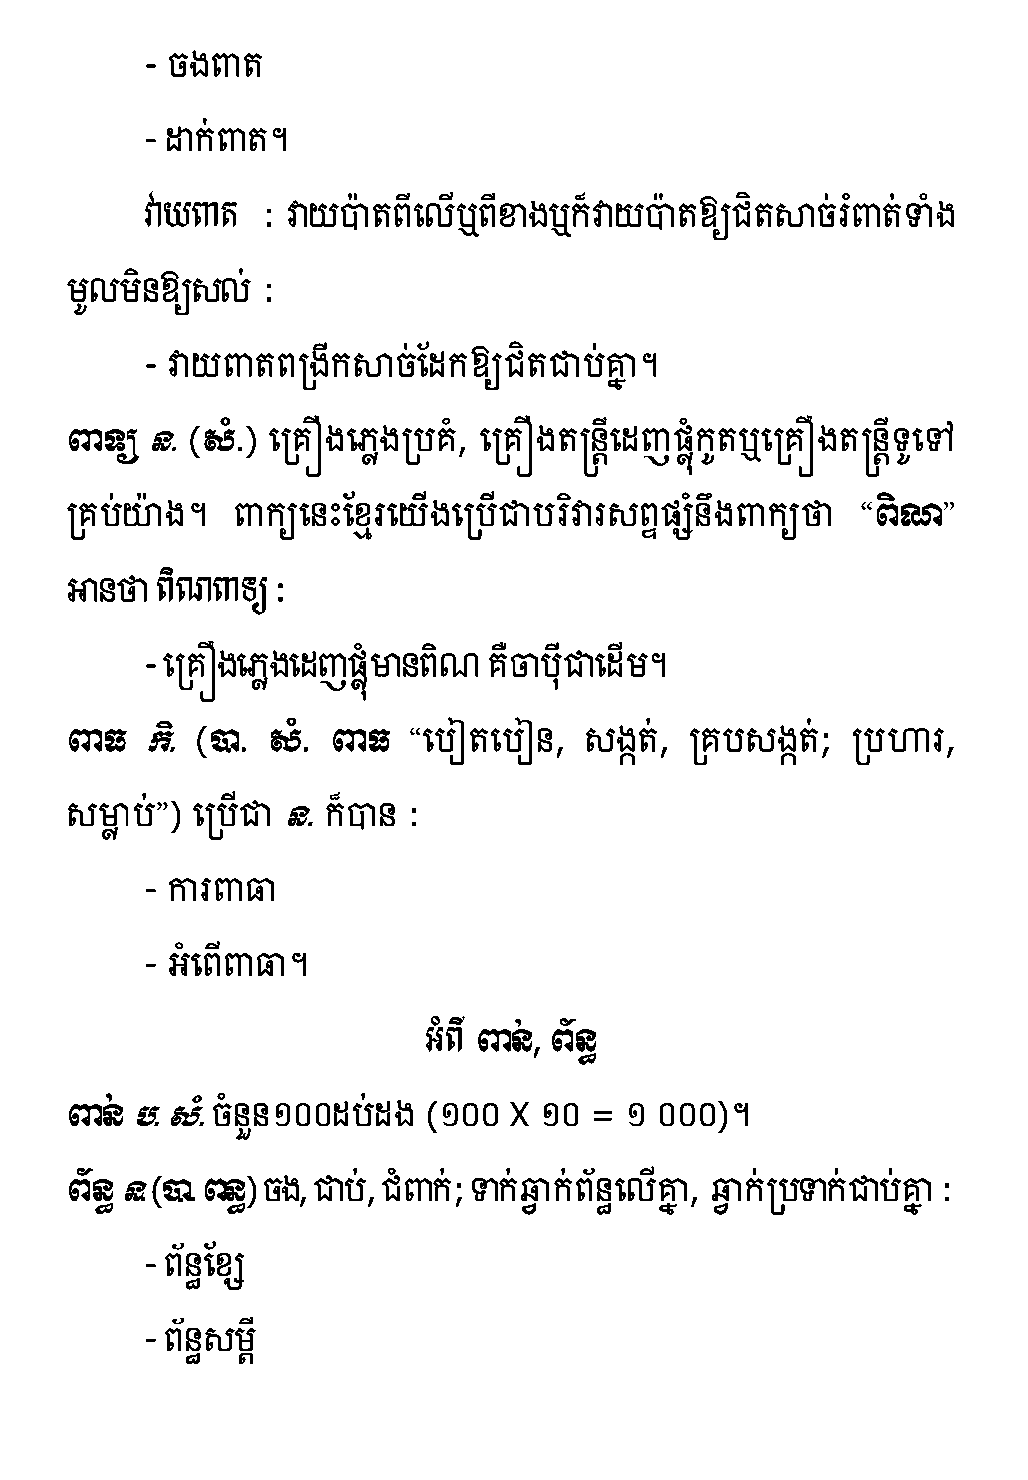 - ចងពាត
- ដាក់ពាត។
វាយពាត : វាយប៉ាតពីលើឬពីខាងឬក៏វាយប៉ាតឱ្យជិតសាច់រំពាត់ទាំង
មូលមិនឱ្យសល់ :
- វាយពាតពង្រីកសាច់ដែកឱ្យជិតជាប់គ្នា។
ពាទ្យ ន. (សំ.) គ្រឿងភ្លេងប្រគំ, គ្រឿងតន្ត្រីដេញផ្លុំកូតឬគ្រឿងតន្ត្រីទូទៅ
គ្រប់យ៉ាង។ ពាក្យនេះខ្មែរយើងប្រើជាបរិវារសព្ទផ្សំនឹងពាក្យថា “ពិណ”
អានថា ពិណពាទ្យ :
- គ្រឿងភ្លេងដេញផ្លុំមានពិណ គឺចាប៉ីជាដើម។
ពាធ កិ. (បា. សំ. ពាធ “បៀតបៀន, សង្កត់, គ្របសង្កត់; ប្រហារ,
សម្លាប់”) ប្រើជា ន. ក៏បាន :
- ការពាធា
- អំពើពាធា។
អំពី ពាន់, ព័ន្ធ
ពាន់ ប. សំ. ចំនួន១០០ដប់ដង (១០០ X ១០ = ១ ០០០)។
ព័ន្ធ ន (បា. ពន្ធ) ចង, ជាប់, ជំពាក់; ទាក់ឆ្វាក់ព័ន្ធលើគ្នា, ឆ្វាក់ប្រទាក់ជាប់គ្នា :
- ព័ន្ធខ្សែ
- ព័ន្ធសម្តី